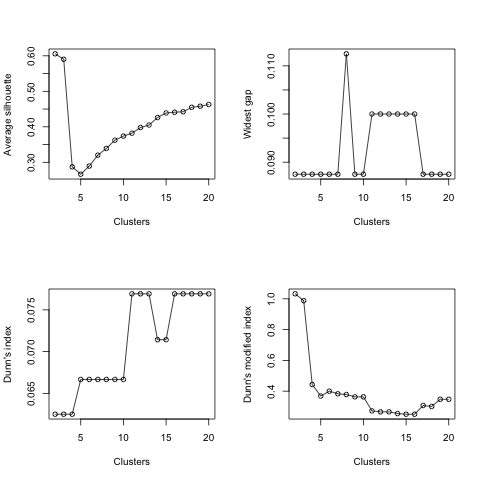 Average silhouette
0.30 0.40 0.50 0.60
5 10 15 20
Clusters
Widest gap
0.090 0.100 0.110
5 10 15 20
Clusters
Dunn's index
0.065 0.070 0.075
5 10 15 20
Clusters
Dunn's modified index
0.4 0.6 0.8 1.0
5 10 15 20
Clusters